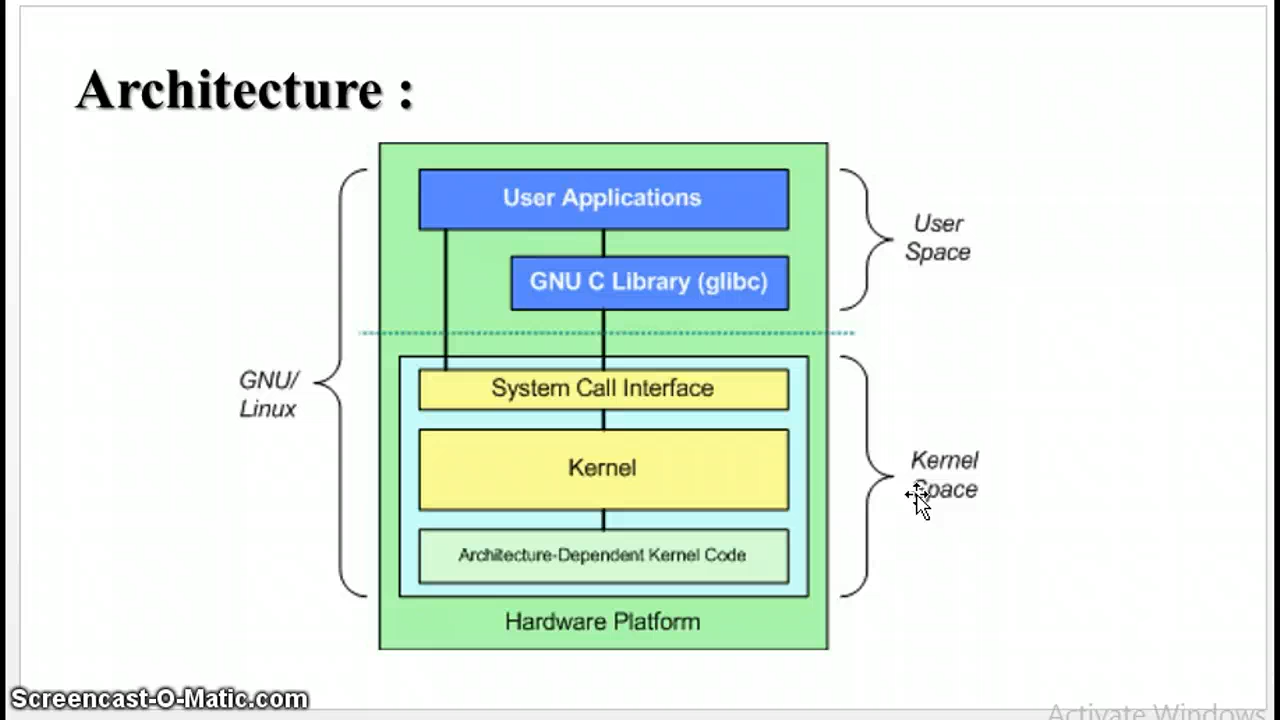 Architecture :
User Applications
User
Space
GNU C Library (glibc)
GNU/
Linux
System Call Interface
Kernel
Kernel
Space
Architecture-Dependent Kernel Code
Hardware Platform
Screencast-O-Matic.com
Activate Windows